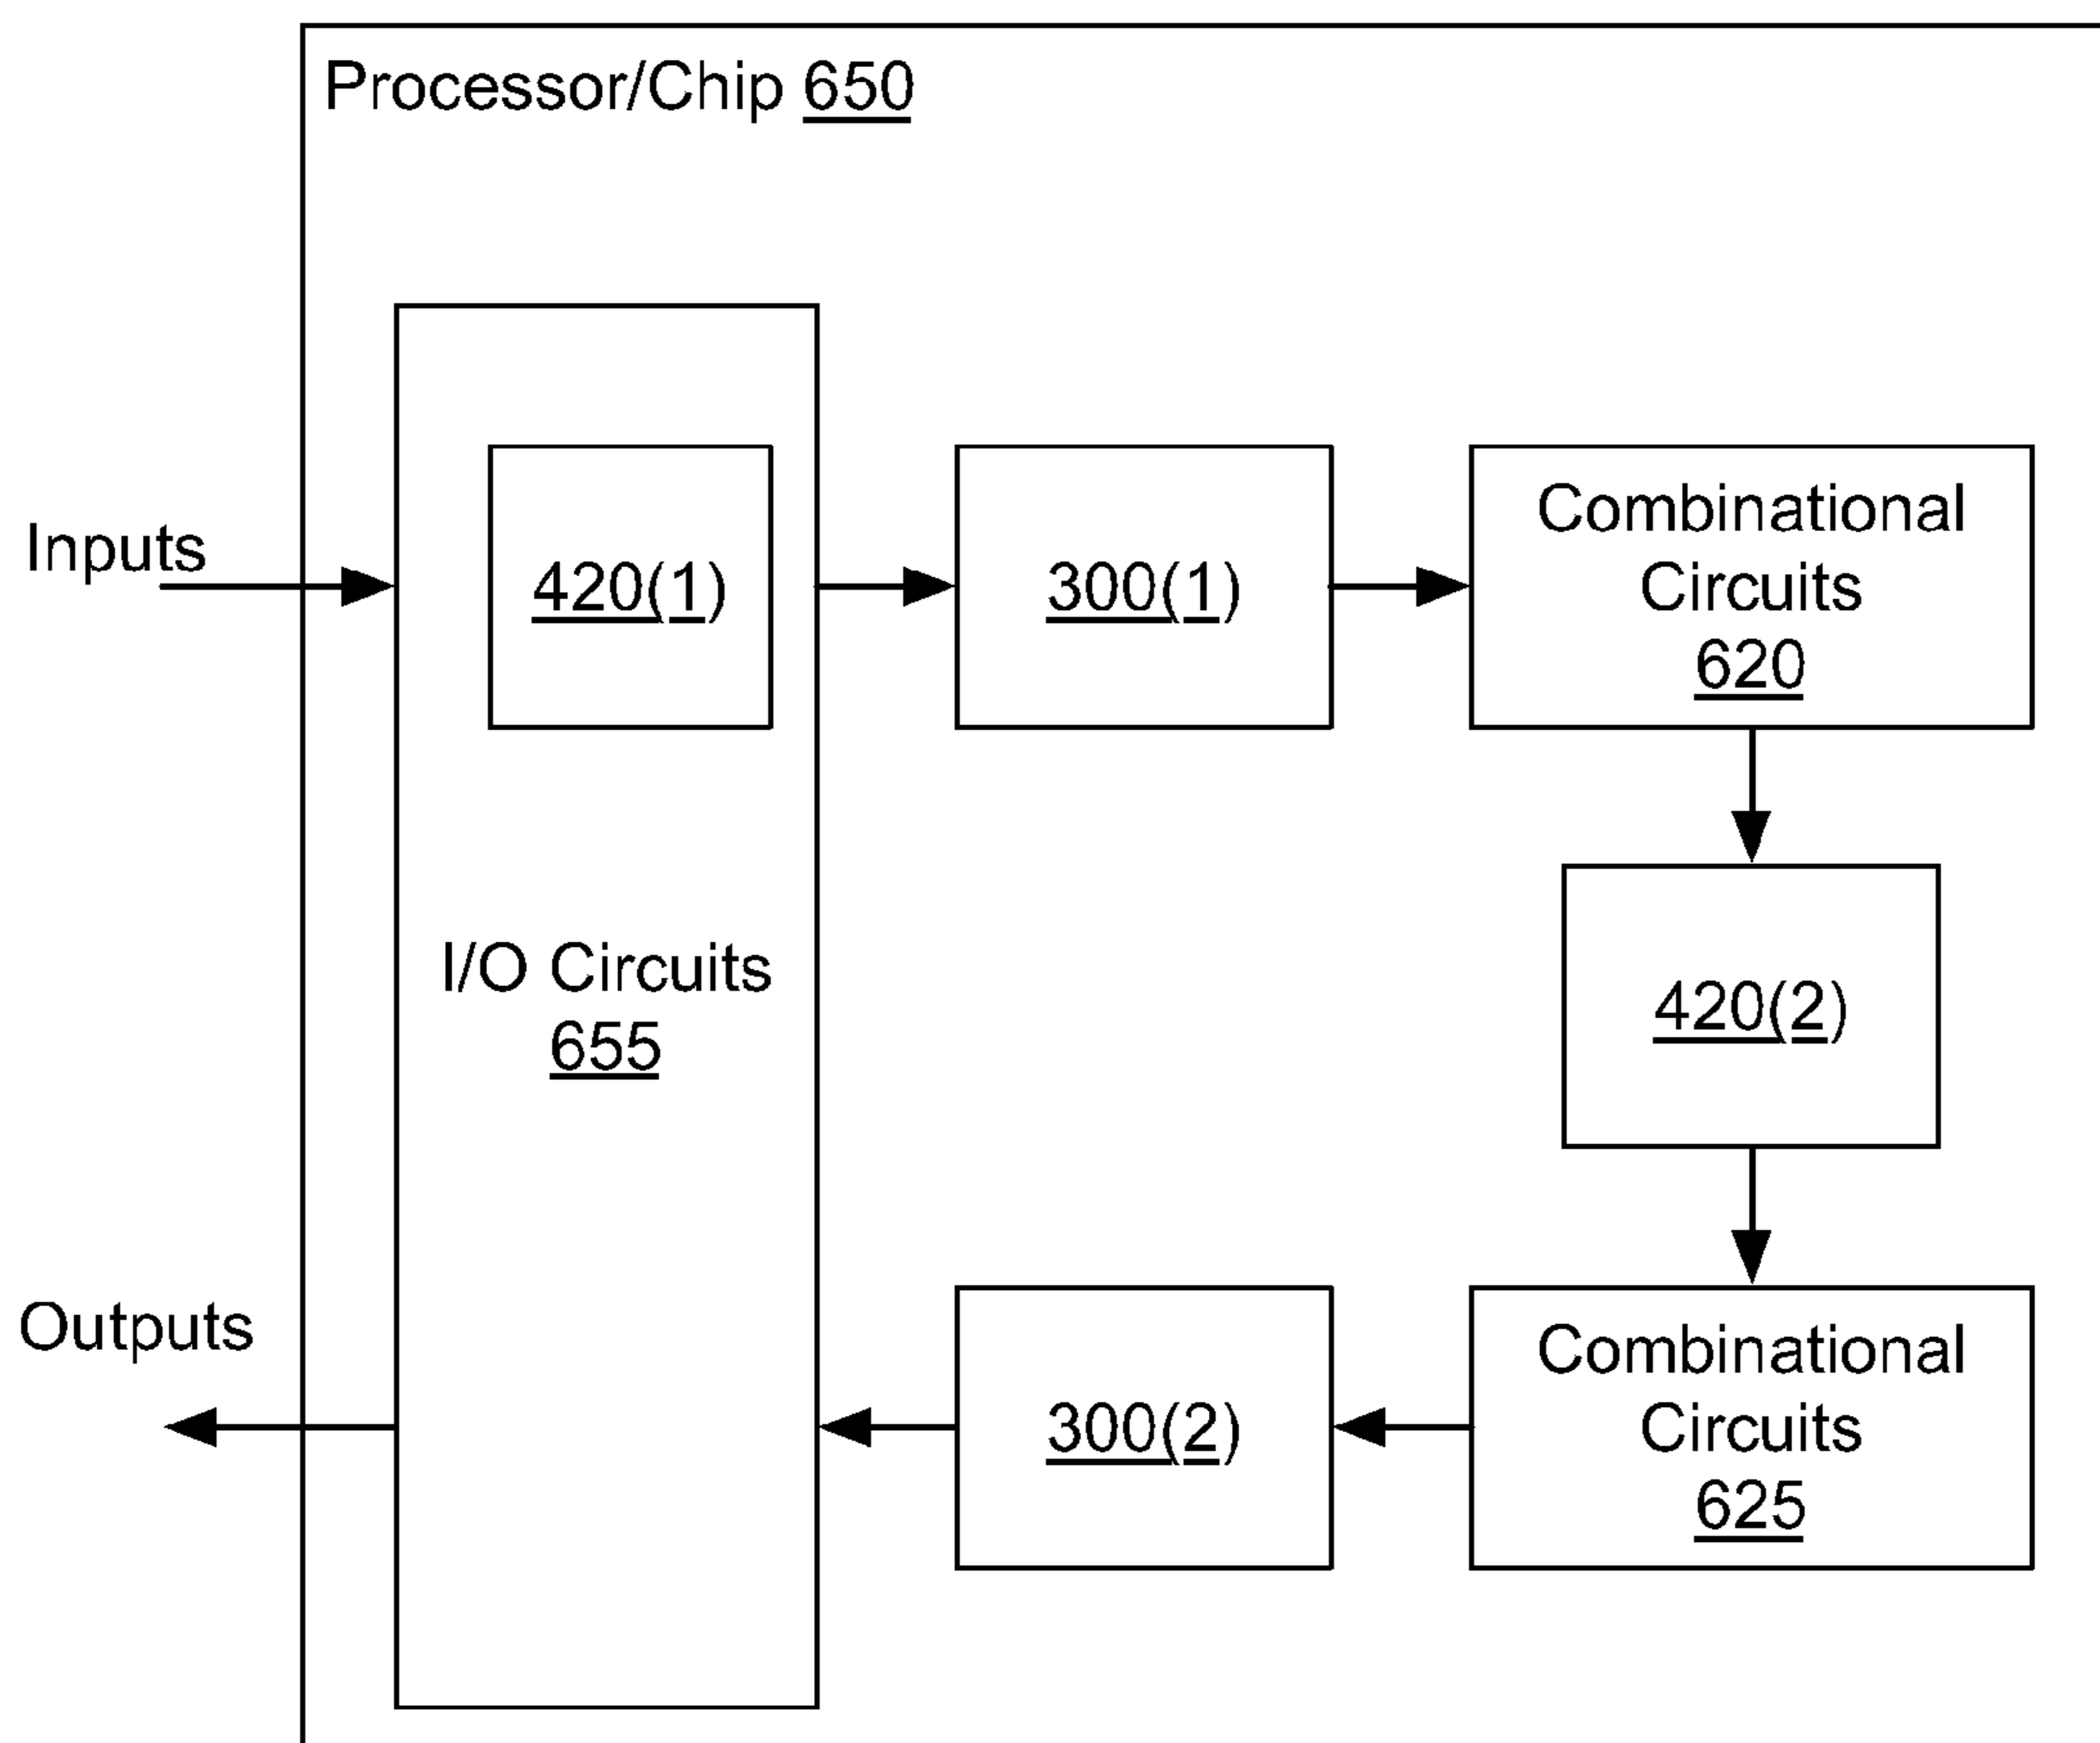 Processor/Chip 650
Inputs
420(1)
300(1)
Combinational
Circuits
620
I/O Circuits
655
420(2)
Outputs
300(2)
Combinational
Circuits
625